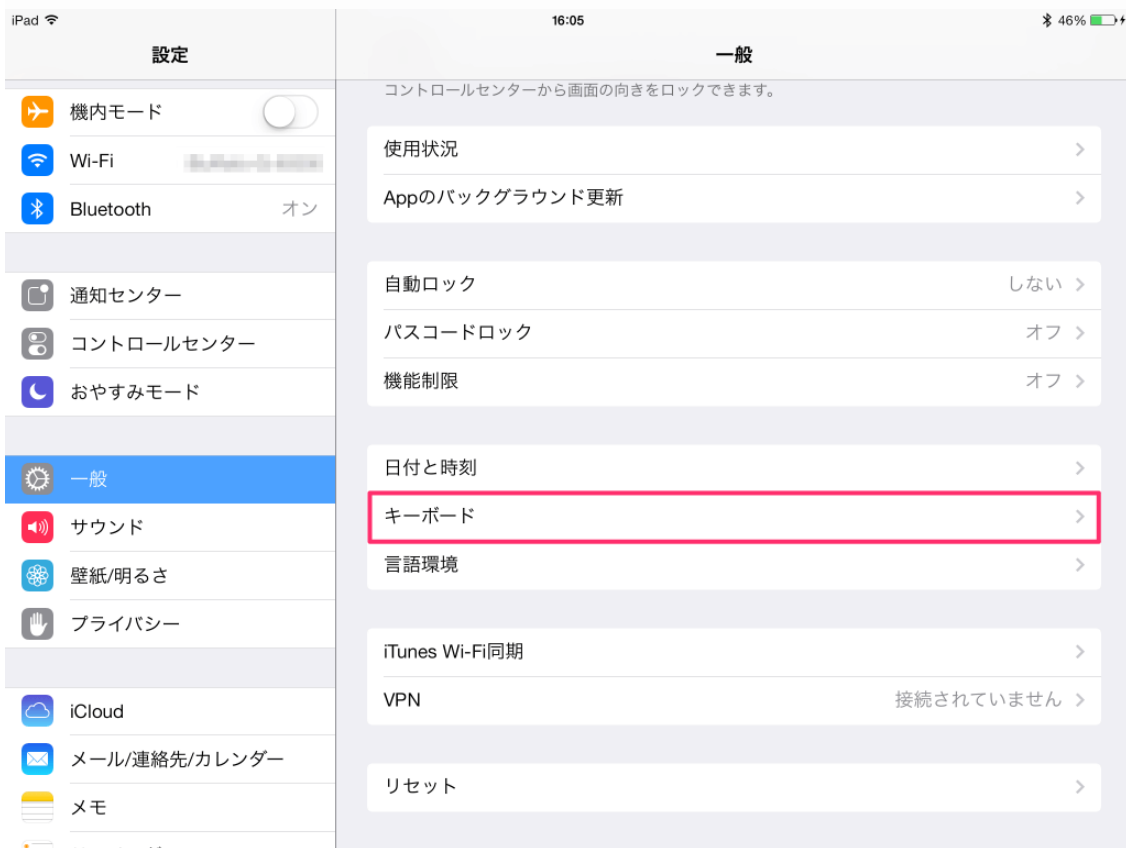 iPad 16:05 46%
設定
機内モード
Wi-Fi
Bluetooth オン
通知センター
コントロールセンター
おやすみモード
一般
サウンド
壁紙/明るさ
プライバシー
iCloud
メール/連絡先/カレンダー
メモ
一般
コントロールセンターから画面の向きをロックできます。
使用状況
Appのバックグラウンド更新
自動ロック しない
パスコードロック オフ
機能制限 オフ
日付と時刻
キーボード
言語環境
iTunes Wi-Fi同期
VPN 接続されていません
リセット